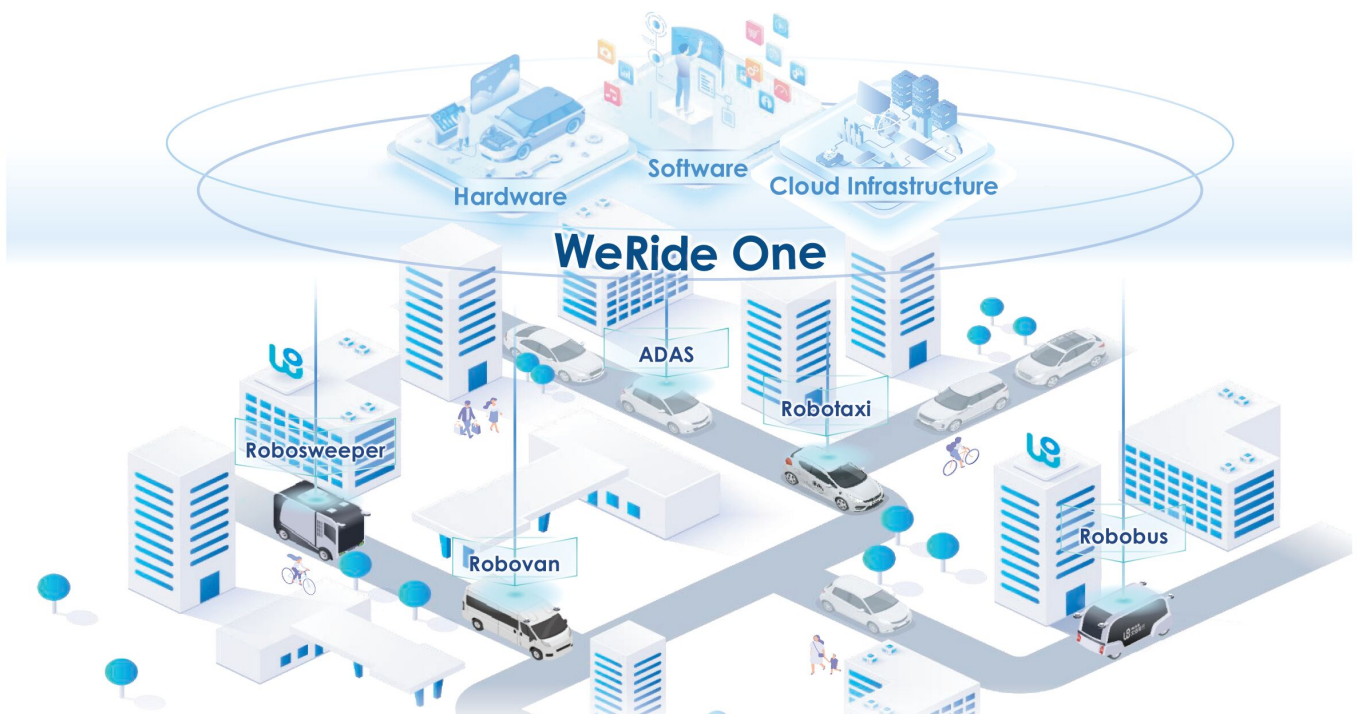 Software
Hardware
Cloud Infrastructure
WeRide One
ADAS
Robotaxi
Robosweeper
Robobus
Robovan